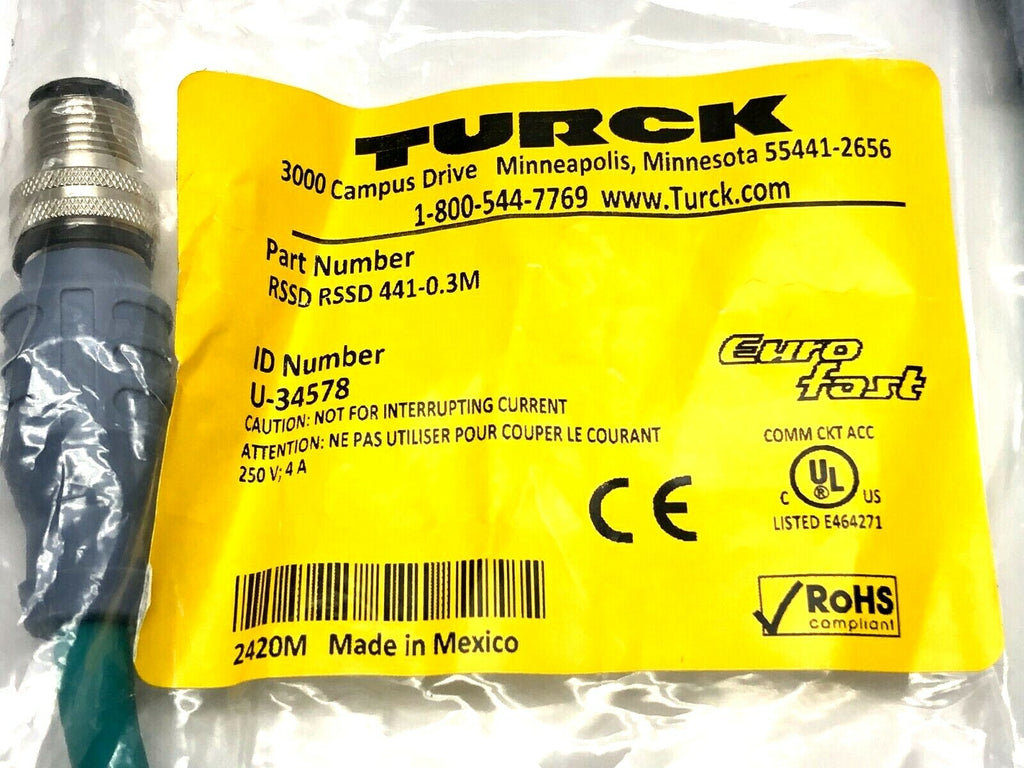 TURCK
3000 Campus Drive Minneapolis, Minnesota 55441-2656
1-800-544-7769 www.Turck.com
Part Number
RSSD RSSD 441-0.3M
ID Number
U-34578
CAUTION: NOT FOR INTERRUPTING CURRENT
ATTENTION: NE PAS UTILISER POUR COUPER LE COURANT
250 V; 4 A
Euro
fast
COMM CKT ACC
C UL ® US
LISTED E464271
CE
RoHS
compliant
2420M Made in Mexico